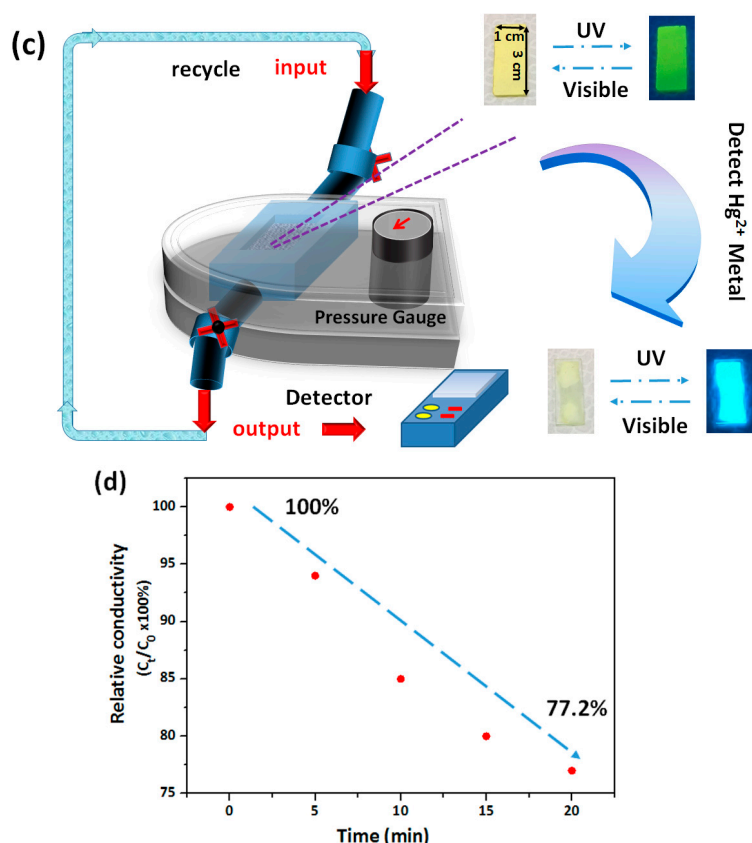 (c)
recycle
input
1 cm
3 cm
UV
Visible
Detect Hg²⁺ Metal
Pressure Gauge
Detector
output
UV
Visible
(d)
100%
77.2%
100
95
90
85
80
75
0
5
10
15
20
Relative conductivity
(Cₜ/C₀ x100%)
Time (min)